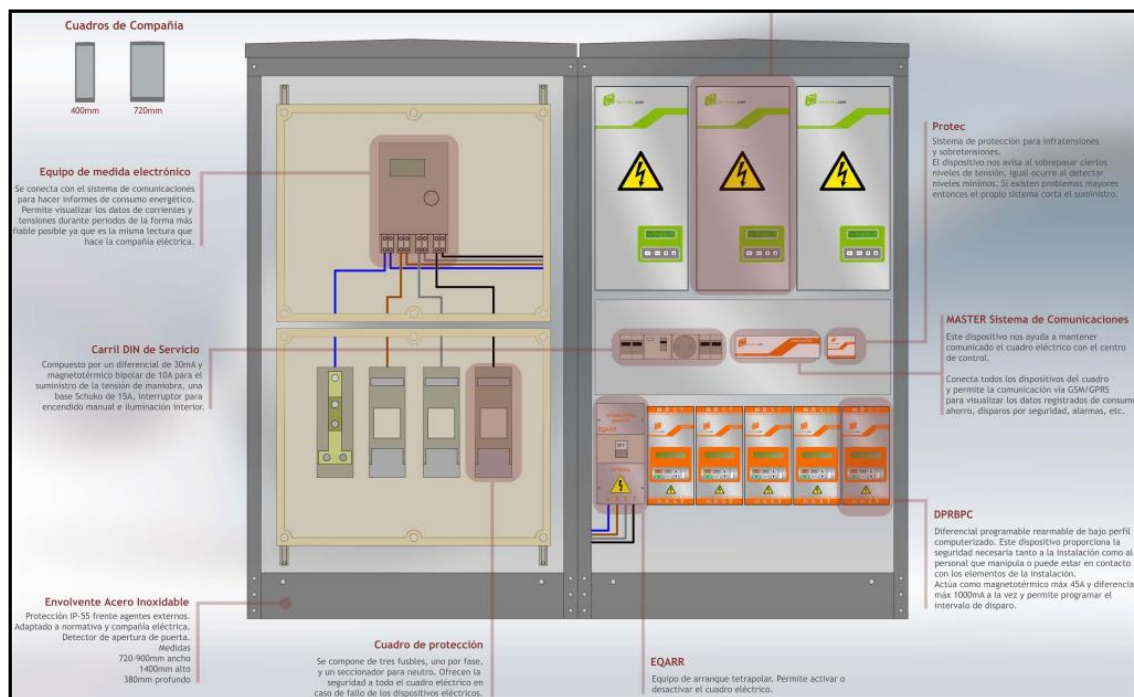 Cuadros de Compañia
400mm
720mm
Equipo de medida electrónico
Se conecta con el sistema de comunicaciones
para hacer informes de consumo energético.
Permite visualizar los datos de corrientes y
tensiones durante periodos de la forma más
fiable posible ya que es la misma lectura que
hace la compañía eléctrica.
Carril DIN de Servicio
Compuesto por un diferencial de 30mA y
magnetotérmico bipolar de 10A para el
suministro de la tensión de maniobra, una
base Schuko de 15A, interruptor para
encendido manual e iluminación interior.
Envolvente Acero Inoxidable
Protección IP-55 frente agentes externos.
Adaptado a normativa y compañía eléctrica.
Detector de apertura de puerta.
Medidas
720-900mm ancho
1400mm alto
380mm profundo
Cuadro de protección
Se compone de tres fusbles, uno por fase,
y un seccionador para neutro. Ofrecen la
seguridad a todo el cuadro eléctrico en
caso de fallo de los dispositivos eléctricos.
EQARR
EQARR
Equipo de arranque tetrapolar. Permite activar o
desactivar el cuadro eléctrico.
Protec
Sistema de protección para infratensiones
y sobretensiones.
El dispositivo nos avisa al sobrepasar ciertos
niveles de tensión, igual ocurre al detectar
niveles mínimos. Si existen problemas mayores
entonces el propio sistema corta el suministro.
MASTER Sistema de Comunicaciones
Este dispositivo nos ayuda a mantener
comunicado el cuadro eléctrico con el centro
de control.
Conecta todos los dispositivos del cuadro
y permite la comunicación via GSM/GPRS
para visualizar los datos registrados de consumo
ahorro, disparos por seguridad, alarmas, etc.
DPRBPC
Diferencial programable rearmable de bajo perfil
computerizado. Este dispositivo proporciona la
seguridad necesaria tanto a la instalación como al
personal que manipula o puede estar en contacto
con los elementos de la instalación.
Actúa como magnetotérmico máx 45A y diferencia
máx 1000mA a la vez y permite programar el
intervalo de disparo.